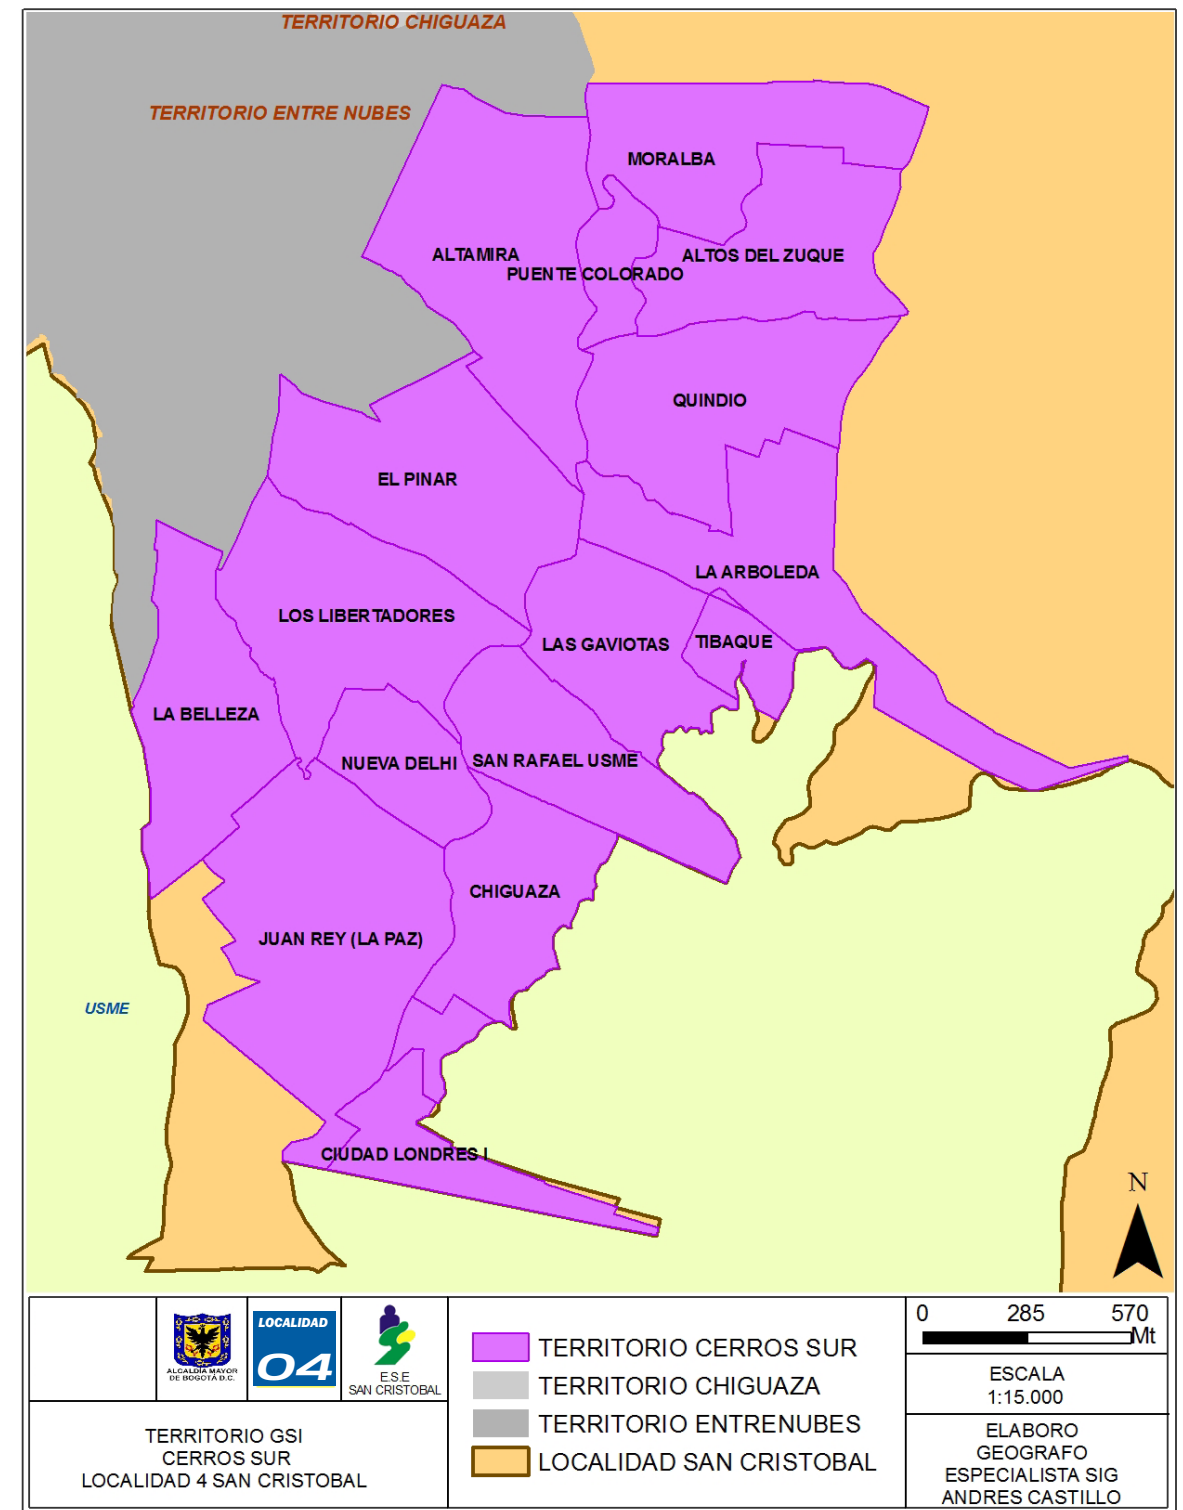 TERRITORIO CHIGUAZA
TERRITORIO ENTRE NUBES
MORALBA
ALTAMIRA
ALTOS DEL ZUQUE
PUENTE COLORADO
QUINDIO
EL PINAR
LA ARBOLEDA
LOS LIBERTADORES
LAS GAVIOTAS
TIBAQUE
LA BELLEZA
NUEVA DELHI
SAN RAFAEL USME
CHIGUAZA
JUAN REY (LA PAZ)
USME
CIUDAD LONDRES I
N
ALCALDÍA MAYOR
DE BOGOTÁ D.C.
LOCALIDAD
04
E.S.E
SAN CRISTOBAL
TERRITORIO GSI
CERROS SUR
LOCALIDAD 4 SAN CRISTOBAL
TERRITORIO CERROS SUR
TERRITORIO CHIGUAZA
TERRITORIO ENTRENUBES
LOCALIDAD SAN CRISTOBAL
0 285 570
Mt
ESCALA
1:15.000
ELABORO
GEOGRAFO
ESPECIALISTA SIG
ANDRES CASTILLO